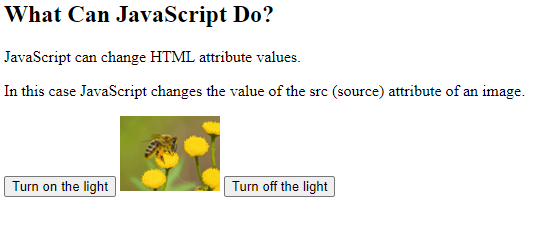 What Can JavaScript Do?
JavaScript can change HTML attribute values.
In this case JavaScript changes the value of the src (source) attribute of an image.
Turn on the light Turn off the light